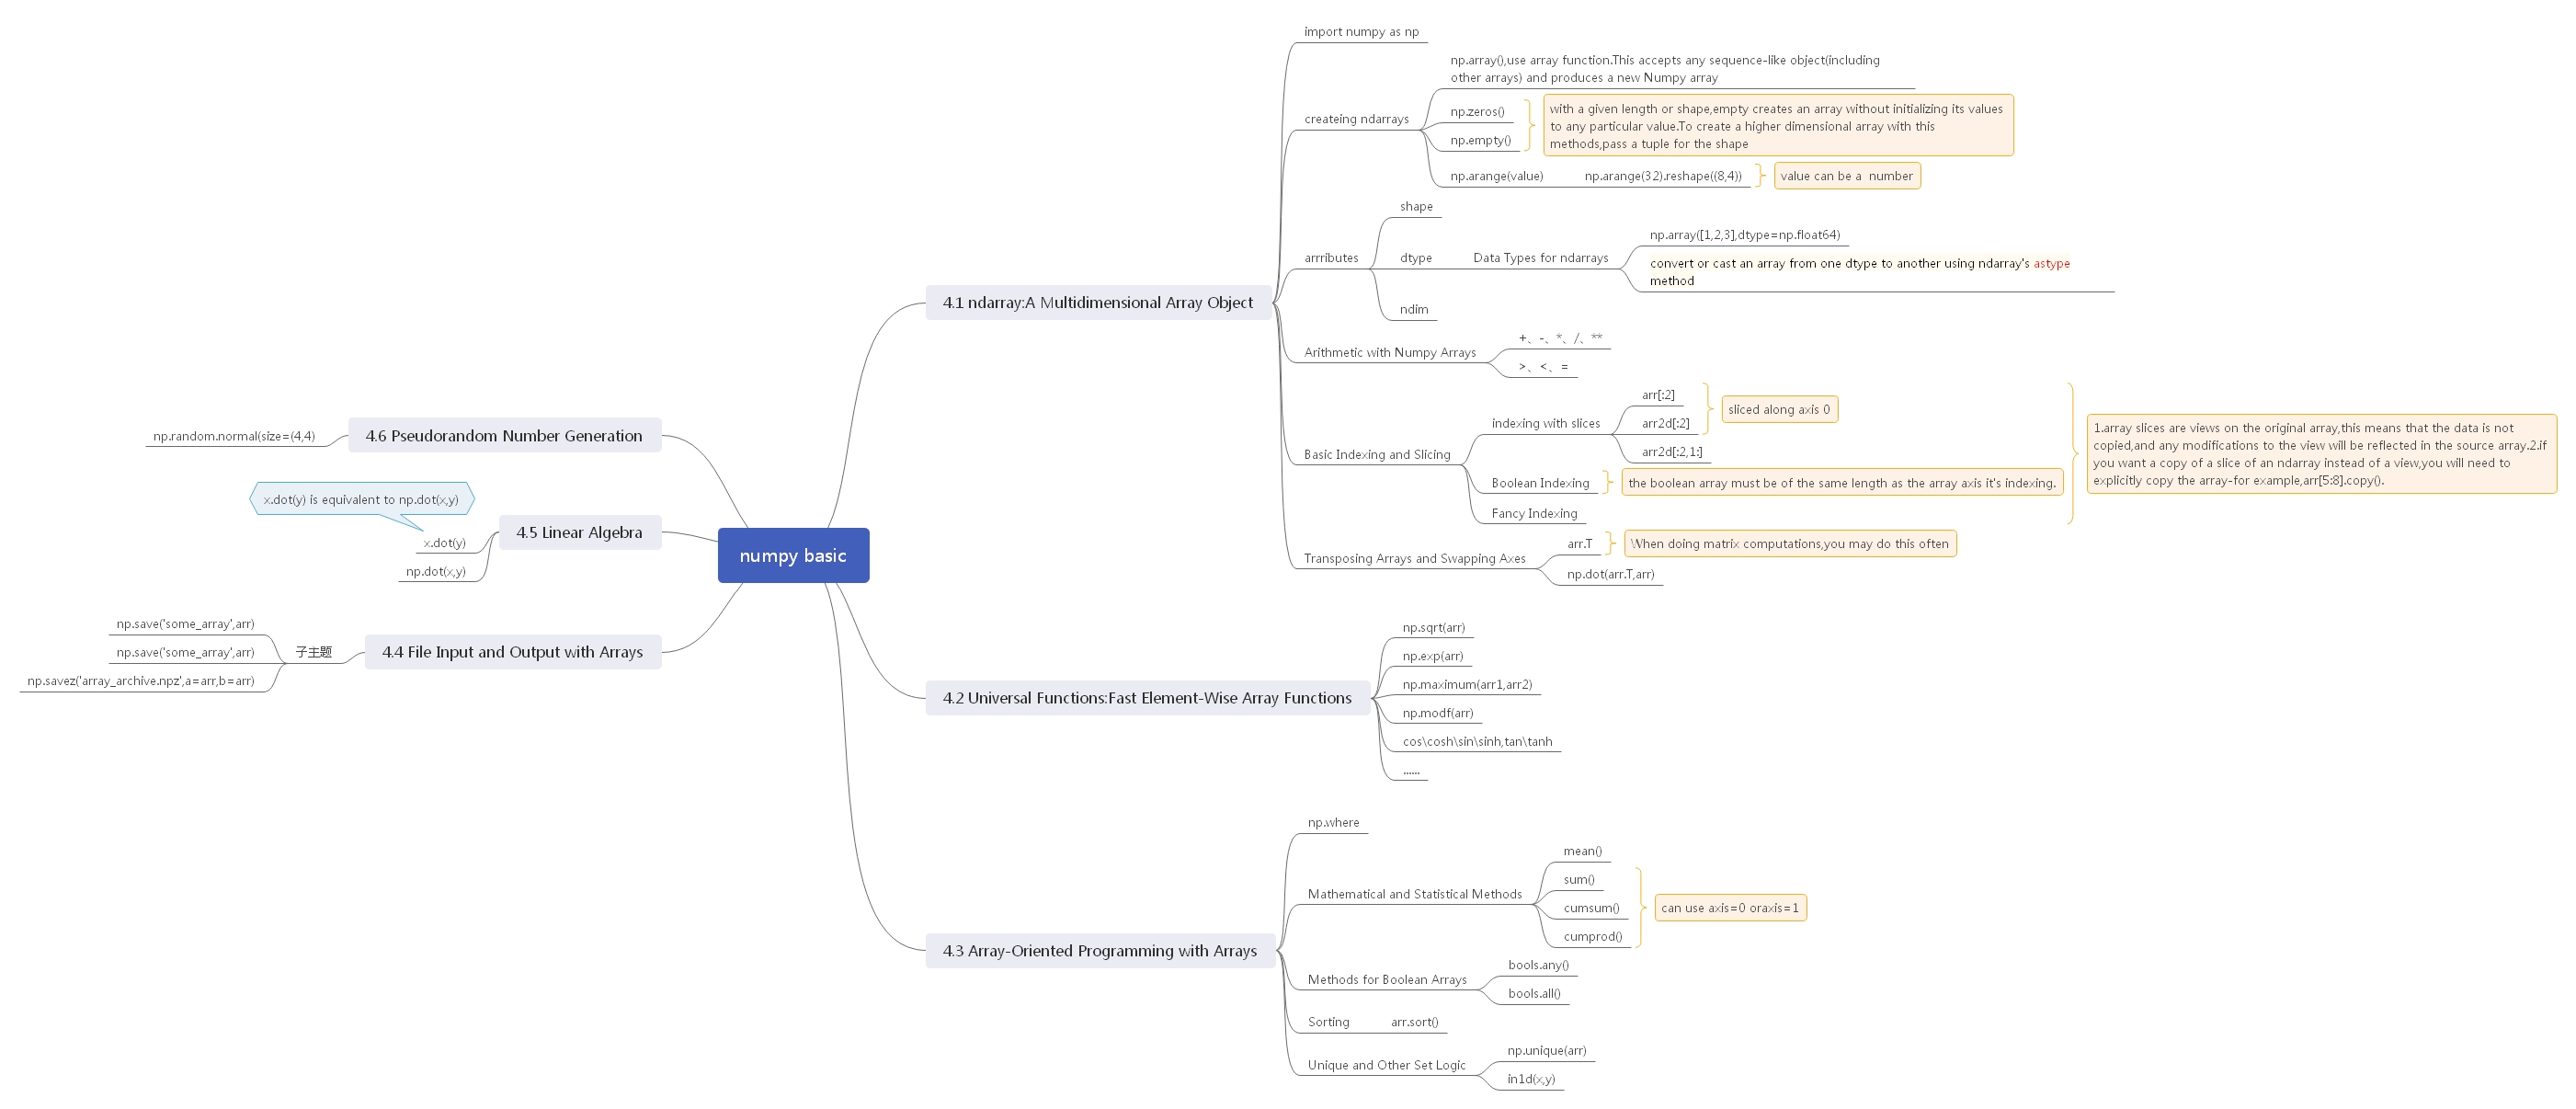 numpy basic
4.1 ndarray:A Multidimensional Array Object
import numpy as np
createing ndarrays
np.array(),use array function.This accepts any sequence-like object(including
other arrays) and produces a new Numpy array
np.zeros()
np.empty()
with a given length or shape,empty creates an array without initializing its values
to any particular value.To create a higher dimensional array with this
methods,pass a tuple for the shape
np.arange(value)
np.arange(32).reshape((8,4))
value can be a  number
arrributes
shape
dtype
Data Types for ndarrays
np.array([1,2,3],dtype=np.float64)
convert or cast an array from one dtype to another using ndarray's astype
method
ndim
Arithmetic with Numpy Arrays
+、-、*、/、**
>、<、=
Basic Indexing and Slicing
indexing with slices
arr[:2]
arr2d[:2]
sliced along axis 0
arr2d[:2,1:]
Boolean Indexing
the boolean array must be of the same length as the array axis it's indexing.
Fancy Indexing
1.array slices are views on the original array,this means that the data is not
copied,and any modifications to the view will be reflected in the source array.2.if
you want a copy of a slice of an ndarray instead of a view,you will need to
explicitly copy the array-for example,arr[5:8].copy().
Transposing Arrays and Swapping Axes
arr.T
When doing matrix computations,you may do this often
np.dot(arr.T,arr)
4.2 Universal Functions:Fast Element-Wise Array Functions
np.sqrt(arr)
np.exp(arr)
np.maximum(arr1,arr2)
np.modf(arr)
cos\cosh\sin\sinh,tan\tanh
......
4.3 Array-Oriented Programming with Arrays
np.where
Mathematical and Statistical Methods
mean()
sum()
cumsum()
cumprod()
can use axis=0 oraxis=1
Methods for Boolean Arrays
bools.any()
bools.all()
Sorting
arr.sort()
Unique and Other Set Logic
np.unique(arr)
in1d(x,y)
4.4 File Input and Output with Arrays
子主题
np.save('some_array',arr)
np.save('some_array',arr)
np.savez('array_archive.npz',a=arr,b=arr)
4.5 Linear Algebra
x.dot(y) is equivalent to np.dot(x,y)
x.dot(y)
np.dot(x,y)
4.6 Pseudorandom Number Generation
np.random.normal(size=(4,4)